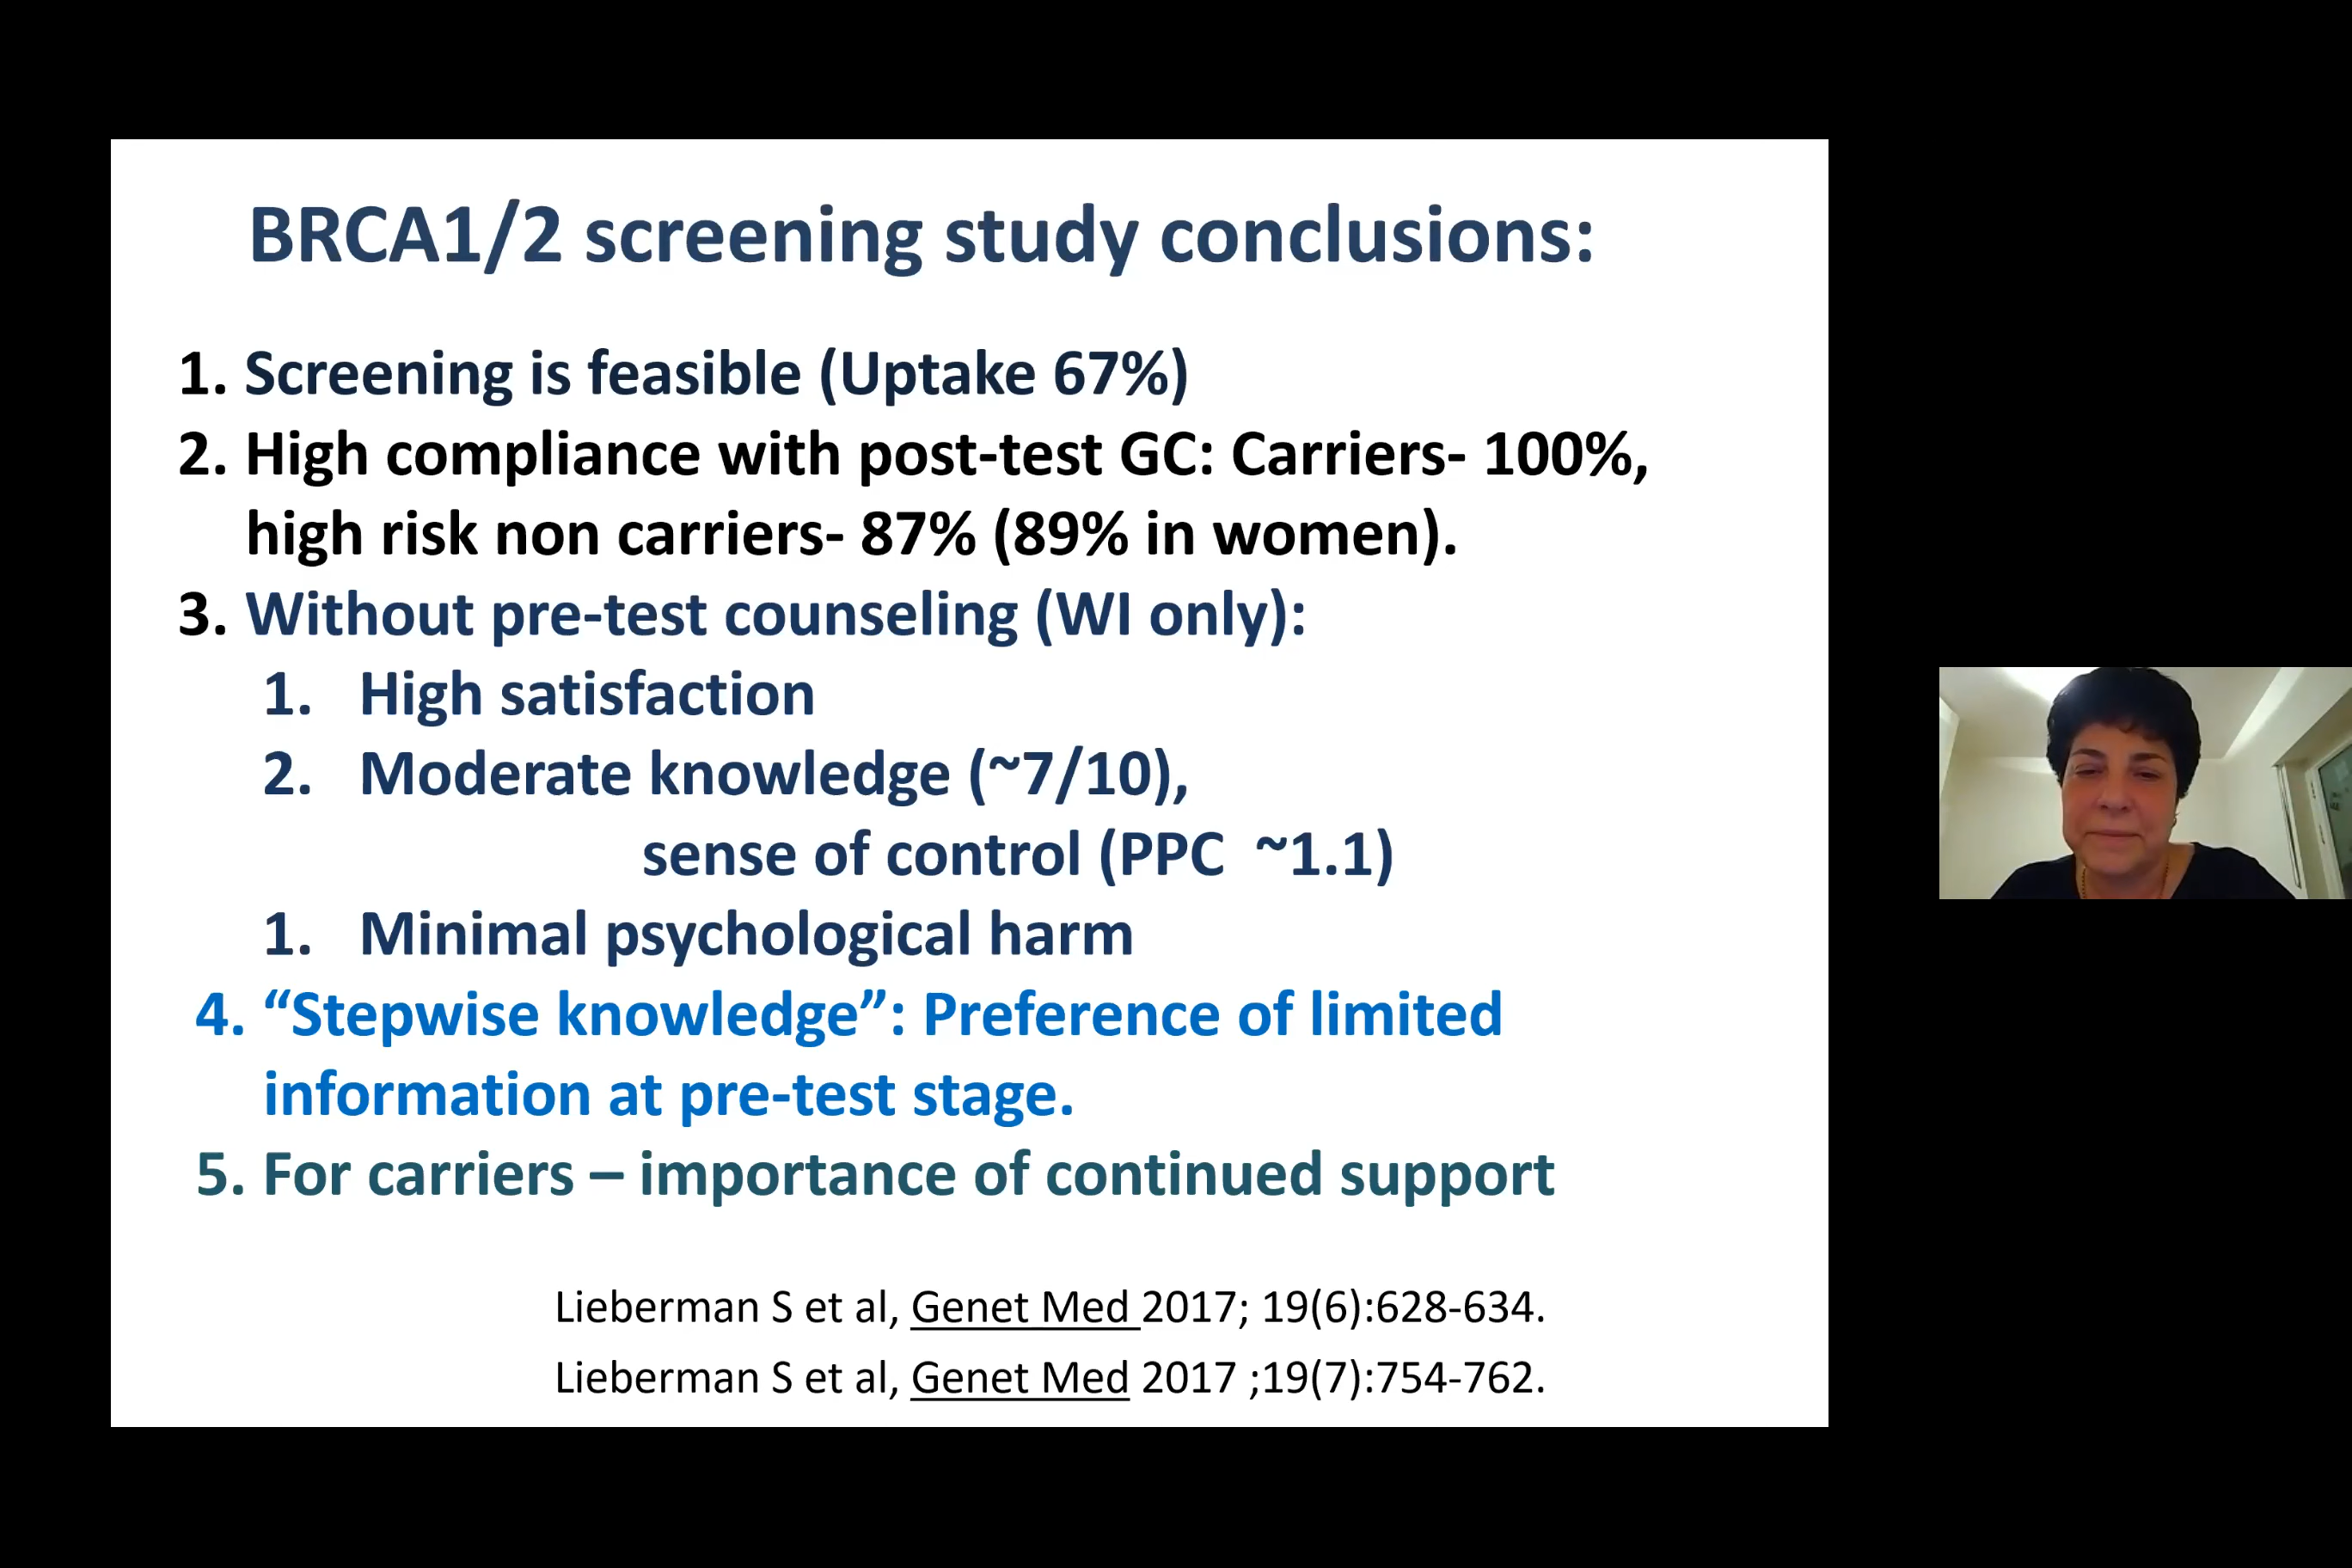 BRCA1/2 screening study conclusions:
1. Screening is feasible (Uptake 67%)
2. High compliance with post-test GC: Carriers- 100%,
high risk non carriers- 87% (89% in women).
3. Without pre-test counseling (WI only):
1. High satisfaction
2. Moderate knowledge (~7/10),
sense of control (PPC ~1.1)
1. Minimal psychological harm
4. “Stepwise knowledge”: Preference of limited
information at pre-test stage.
5. For carriers – importance of continued support
Lieberman S et al, Genet Med 2017; 19(6):628-634.
Lieberman S et al, Genet Med 2017 ;19(7):754-762.